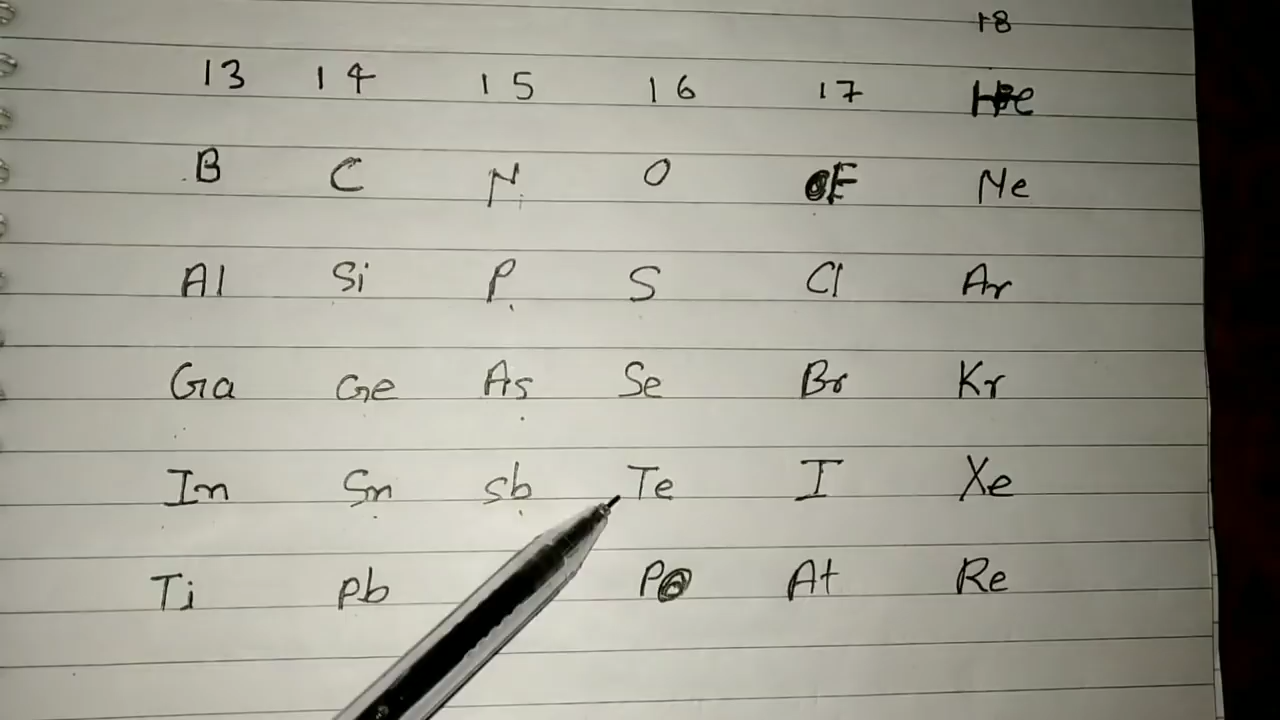 18
13 14 15 16 17 He
B C N O F Ne
Al Si P S Cl Ar
Ga Ge As Se Br Kr
In Sn Sb Te I Xe
Ti Pb Po At Re